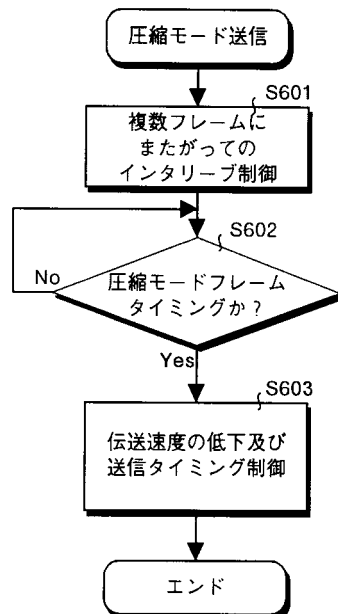 圧縮モード送信
S601
複数フレームに
またがっての
インタリーブ制御
S602
圧縮モードフレーム
タイミングか？
No
Yes
S603
伝送速度の低下及び
送信タイミング制御
エンド